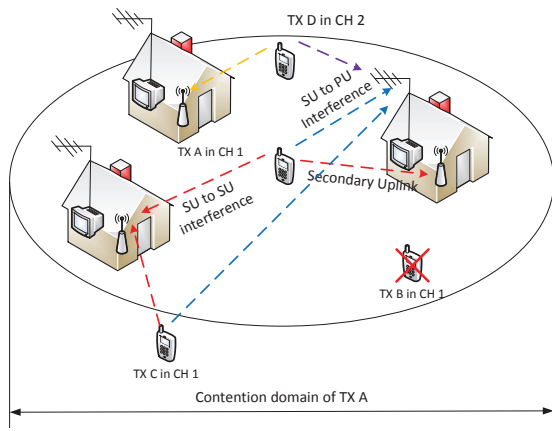 TX D in CH 2
SU to PU
Interference
TX A in CH 1
SU to SU
interference
Secondary Uplink
TX B in CH 1
TX C in CH 1
Contention domain of TX A